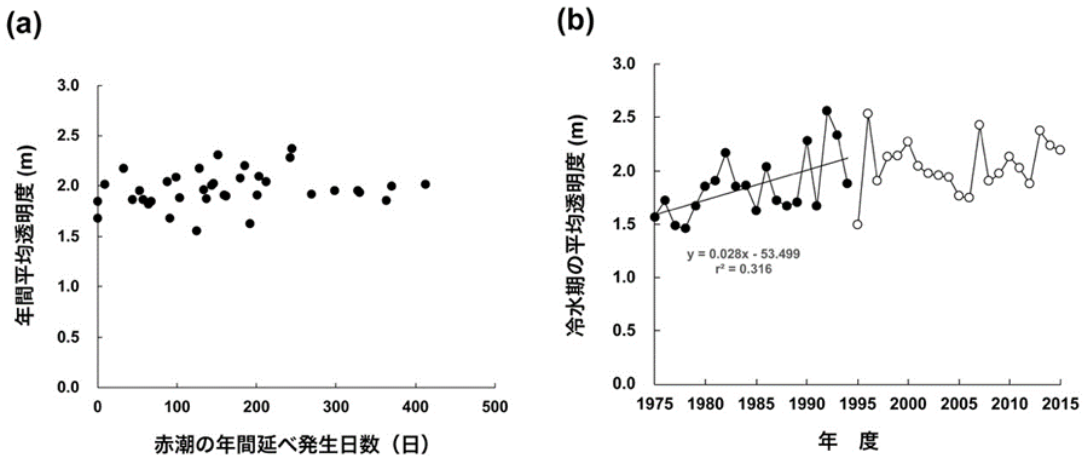 (a)
3.0
2.5
2.0
1.5
1.0
0.5
0.0
年間平均透明度 (m)
0 100 200 300 400 500
赤潮の年間延べ発生日数（日）
(b)
3.0
2.5
2.0
1.5
1.0
0.5
0.0
冷水期の平均透明度 (m)
y = 0.028x - 53.499
r² = 0.316
1975 1980 1985 1990 1995 2000 2005 2010 2015
年　度